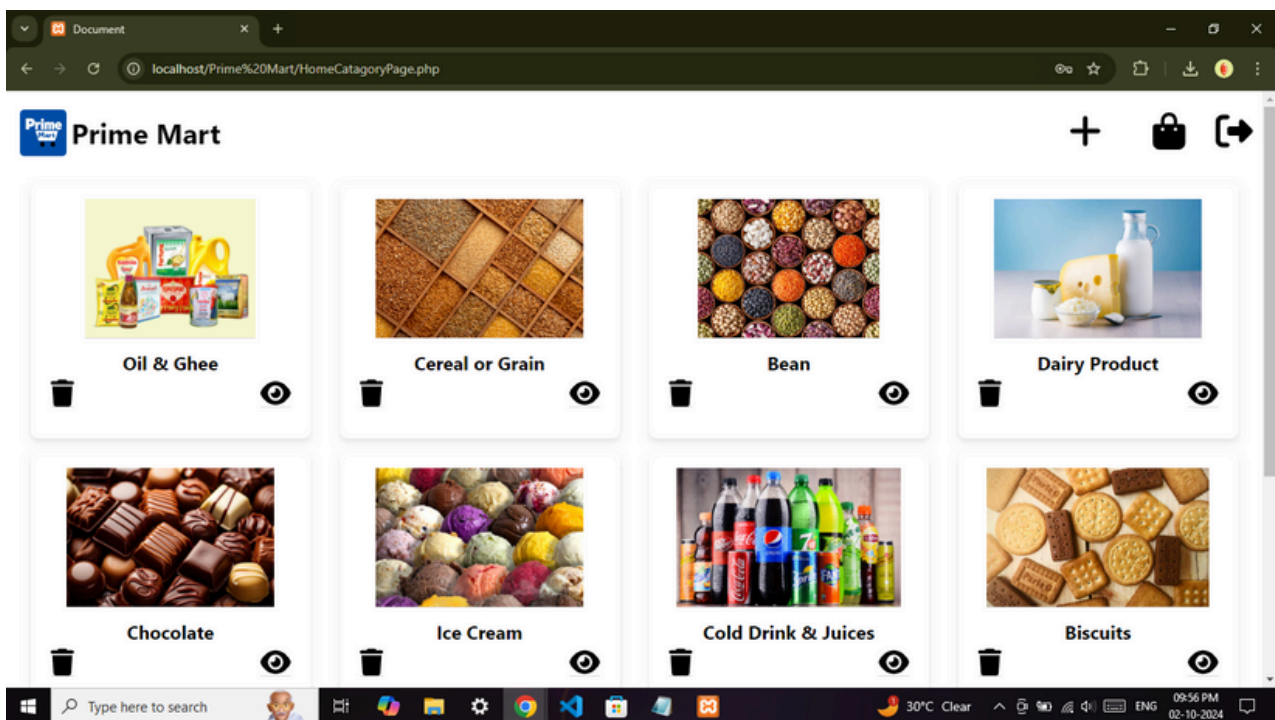 Document
localhost/Prime%20Mart/HomeCatagoryPage.php
Prime Mart
Prime Mart
Oil & Ghee
Cereal or Grain
Bean
Dairy Product
Chocolate
Ice Cream
Cold Drink & Juices
Biscuits
Type here to search
30°C Clear
ENG
09:56 PM
02-10-2024